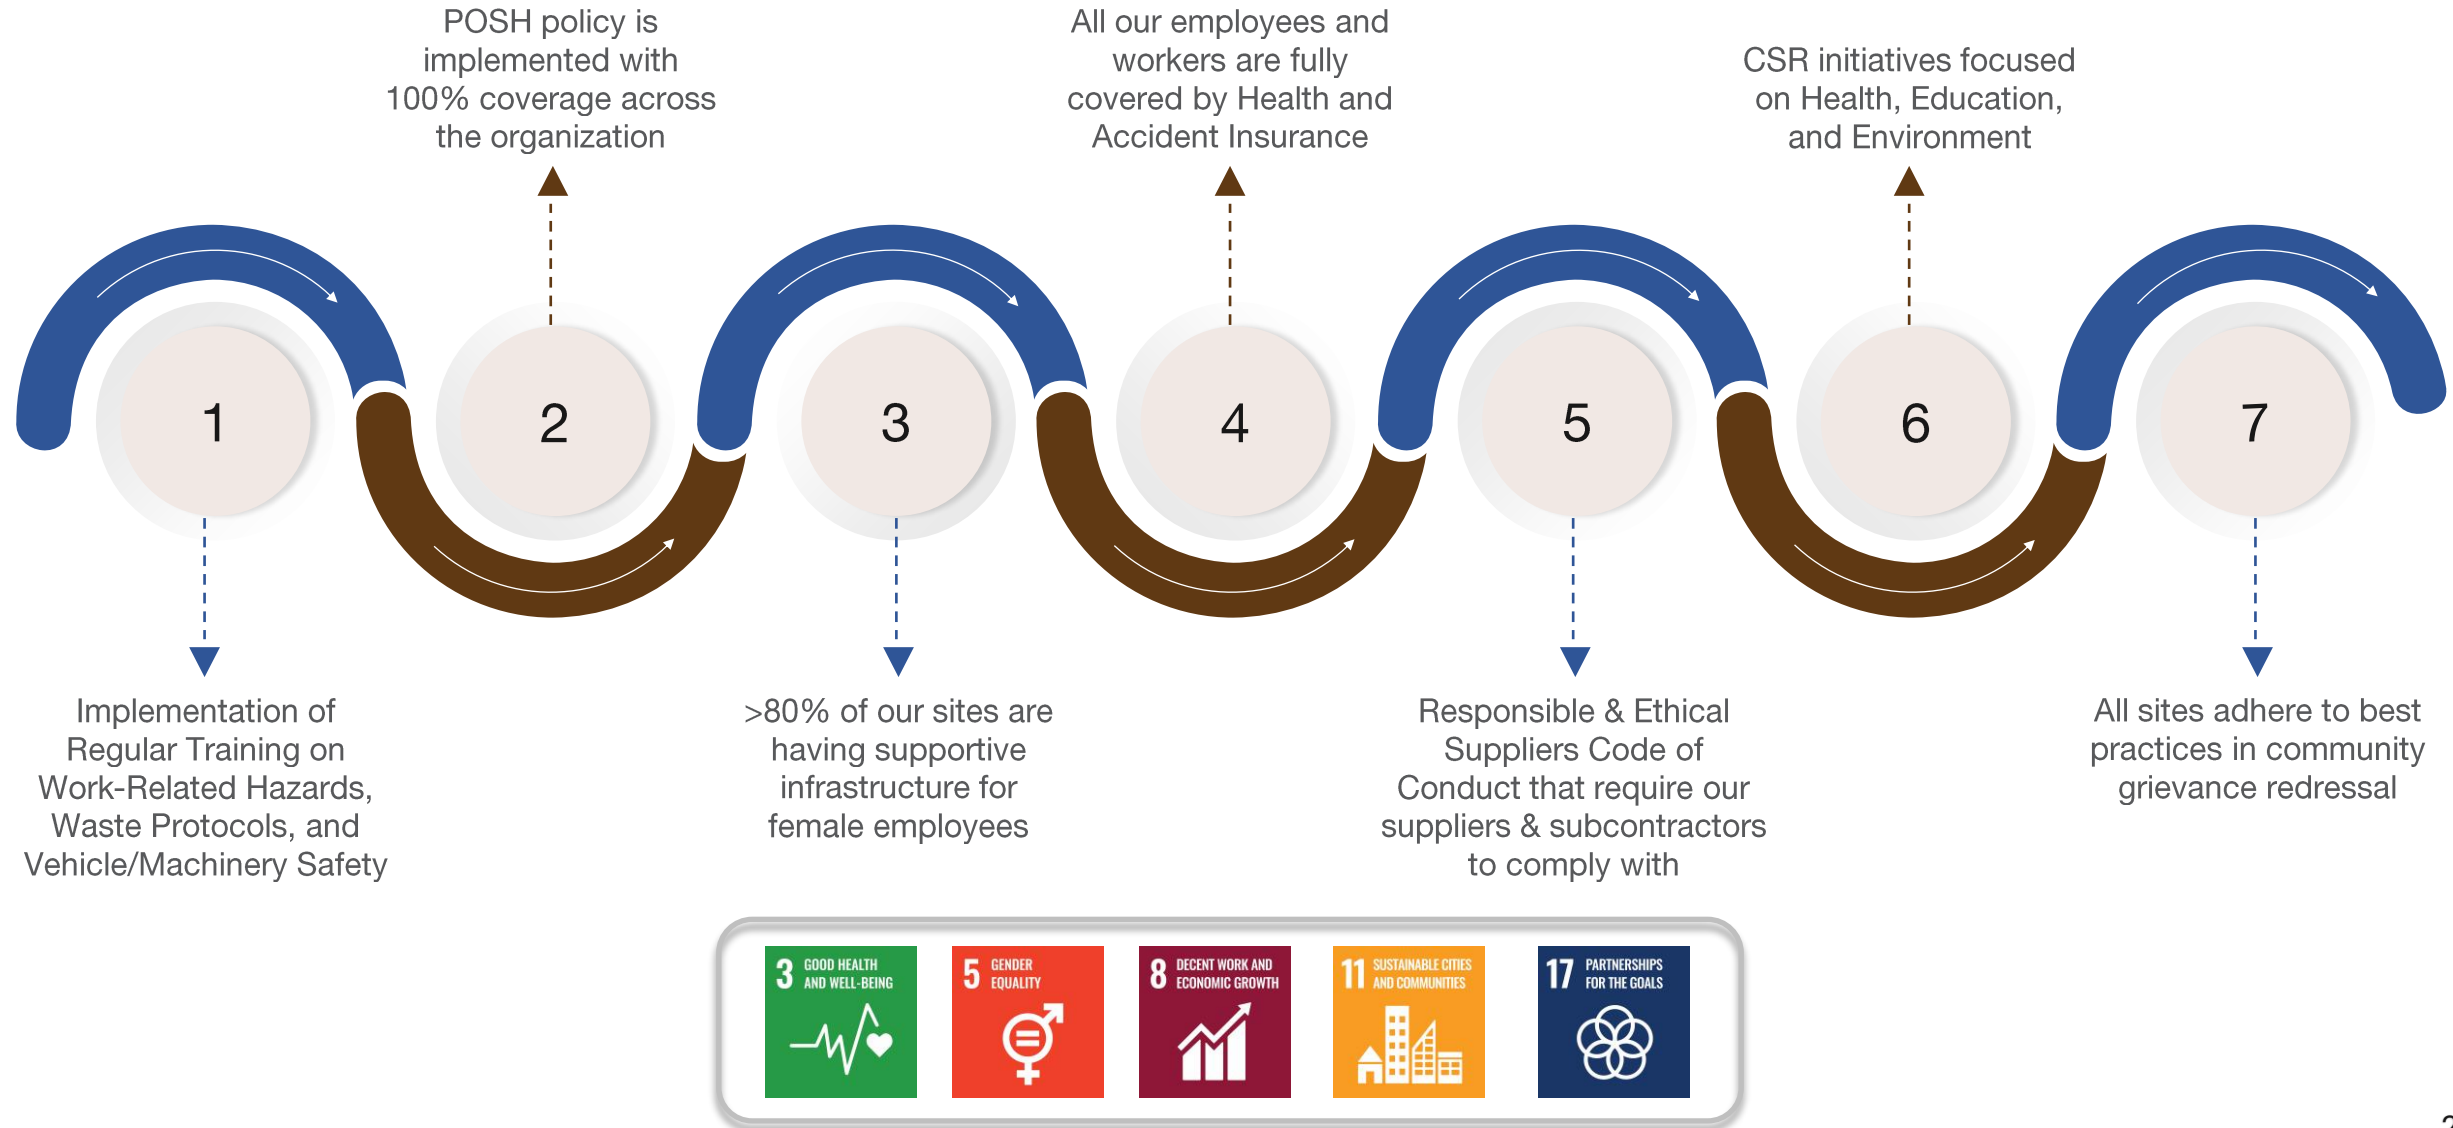 POSH policy is
implemented with
100% coverage across
the organization
All our employees and
workers are fully
covered by Health and
Accident Insurance
CSR initiatives focused
on Health, Education,
and Environment
1
2
3
4
5
6
7
Implementation of
Regular Training on
Work-Related Hazards,
Waste Protocols, and
Vehicle/Machinery Safety
>80% of our sites are
having supportive
infrastructure for
female employees
Responsible & Ethical
Suppliers Code of
Conduct that require our
suppliers & subcontractors
to comply with
All sites adhere to best
practices in community
grievance redressal
3 GOOD HEALTH
AND WELL-BEING
5 GENDER
EQUALITY
8 DECENT WORK AND
ECONOMIC GROWTH
11 SUSTAINABLE CITIES
AND COMMUNITIES
17 PARTNERSHIPS
FOR THE GOALS